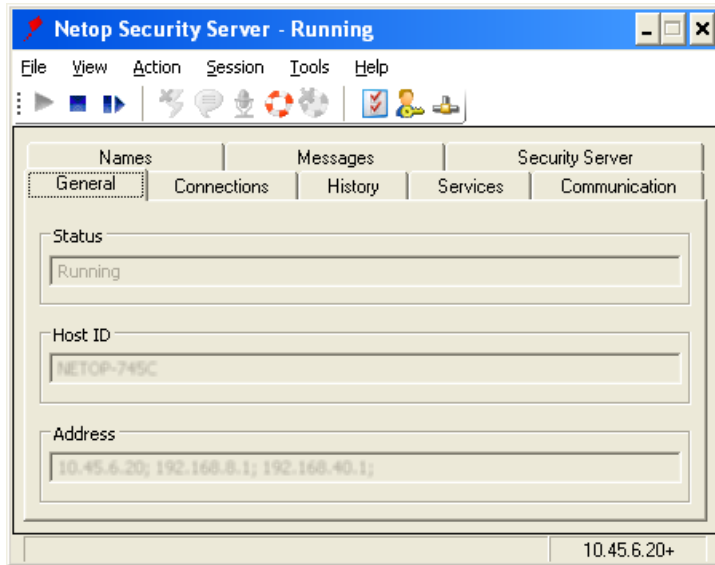 Netop Security Server - Running
File View Action Session Tools Help
Names Messages Security Server
General Connections History Services Communication
Status
Running
Host ID
NETOP-745C
Address
10.45.6.20; 192.168.8.1; 192.168.40.1;
10.45.6.20+